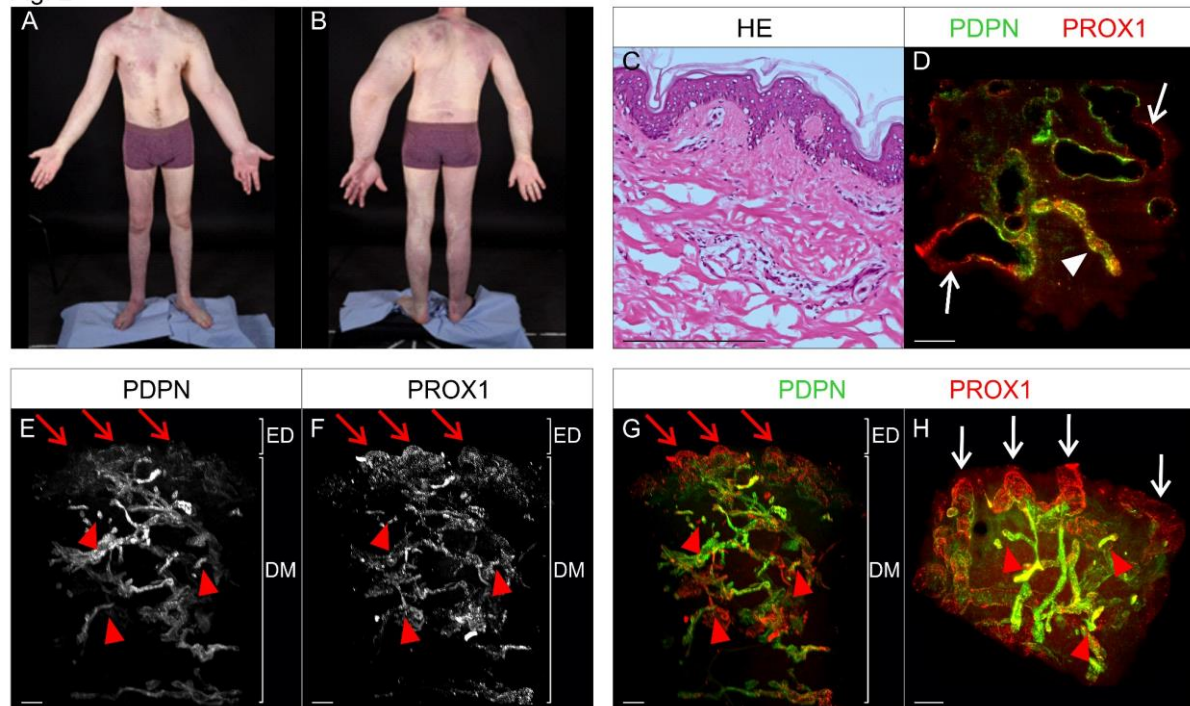 HE
PDPN PROX1
A
B
C
D
PDPN
PROX1
PDPN PROX1
E
F
G
H
ED
ED
ED
DM
DM
DM